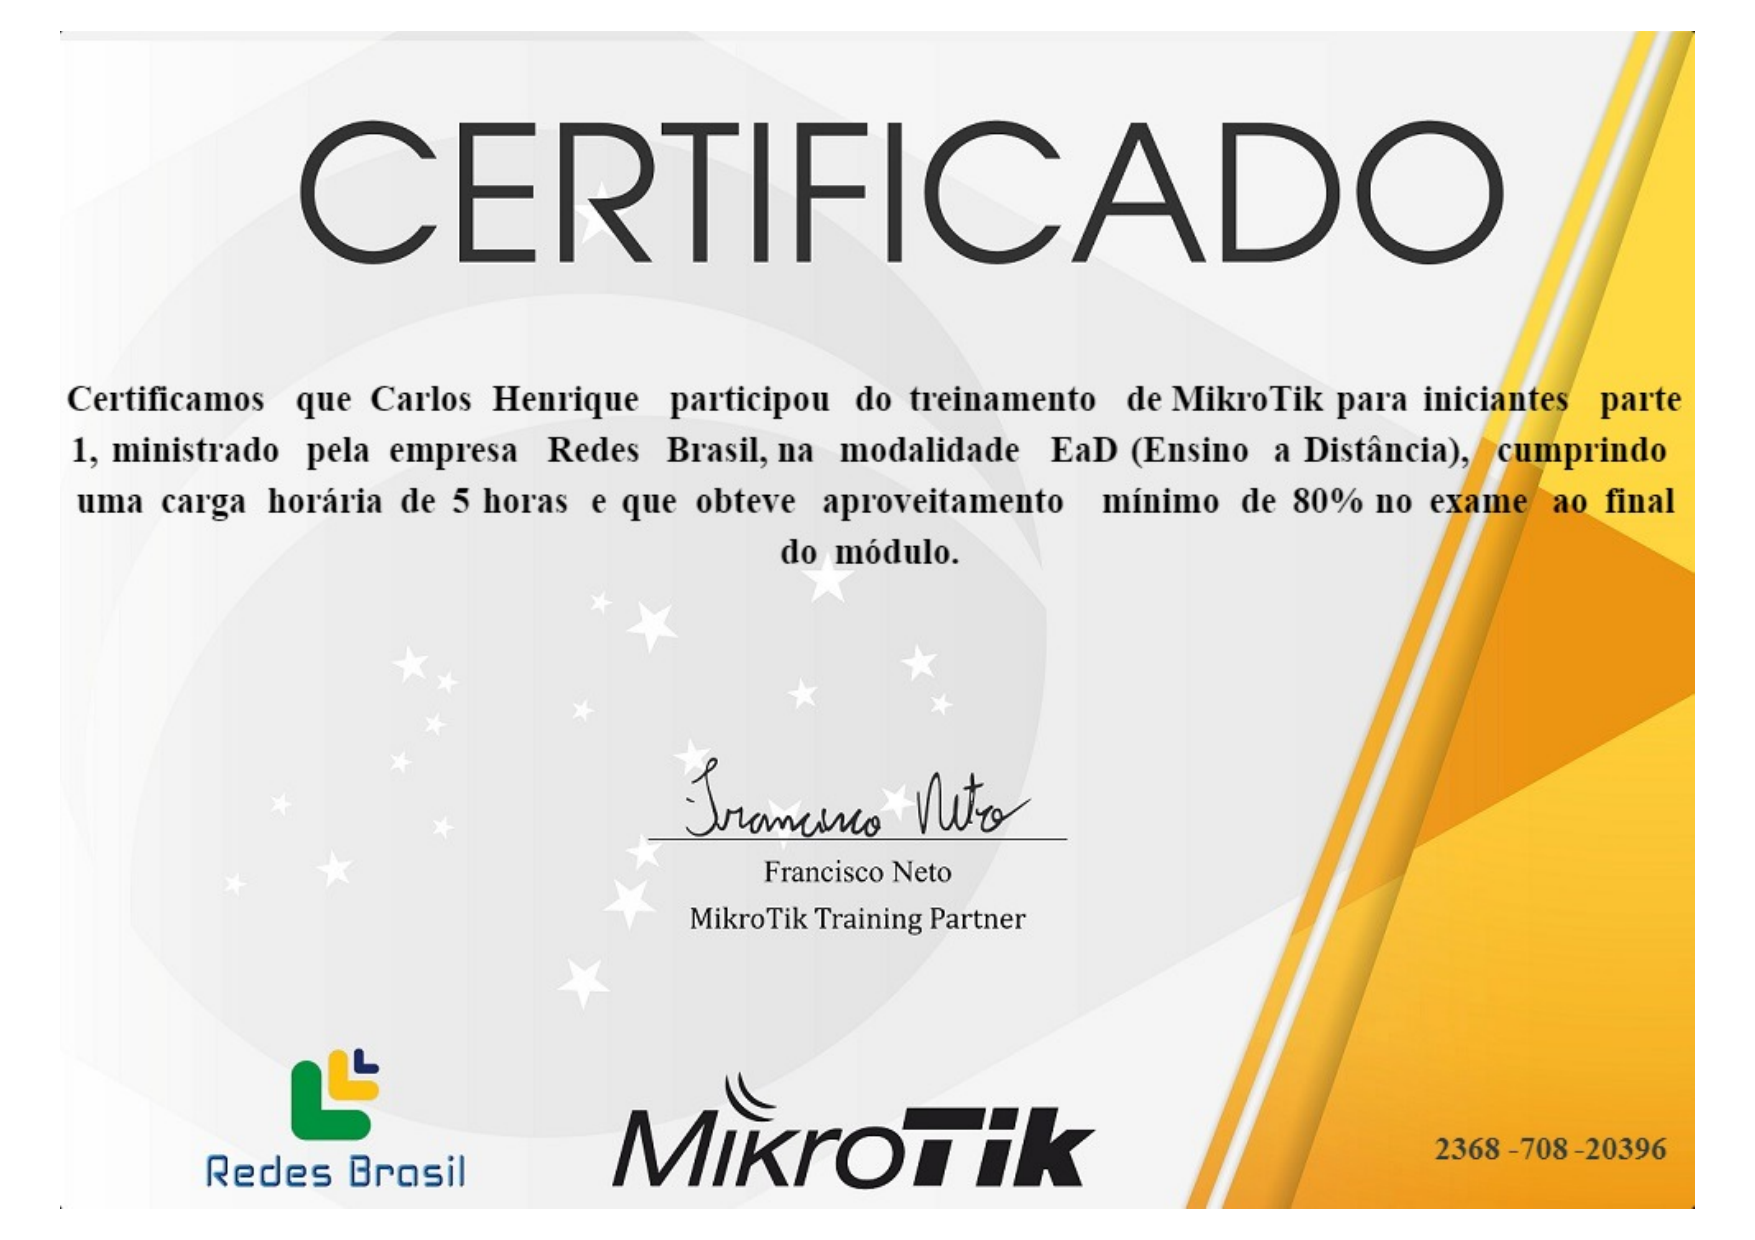 CERTIFICADO
Certificamos que Carlos Henrique participou do treinamento de MikroTik para iniciantes parte
1, ministrado pela empresa Redes Brasil, na modalidade EaD (Ensino a Distância), cumprindo
uma carga horária de 5 horas e que obteve aproveitamento mínimo de 80% no exame ao final
do módulo.
Francisco Neto
Francisco Neto
MikroTik Training Partner
Redes Brasil
MikroTik
2368 -708 -20396